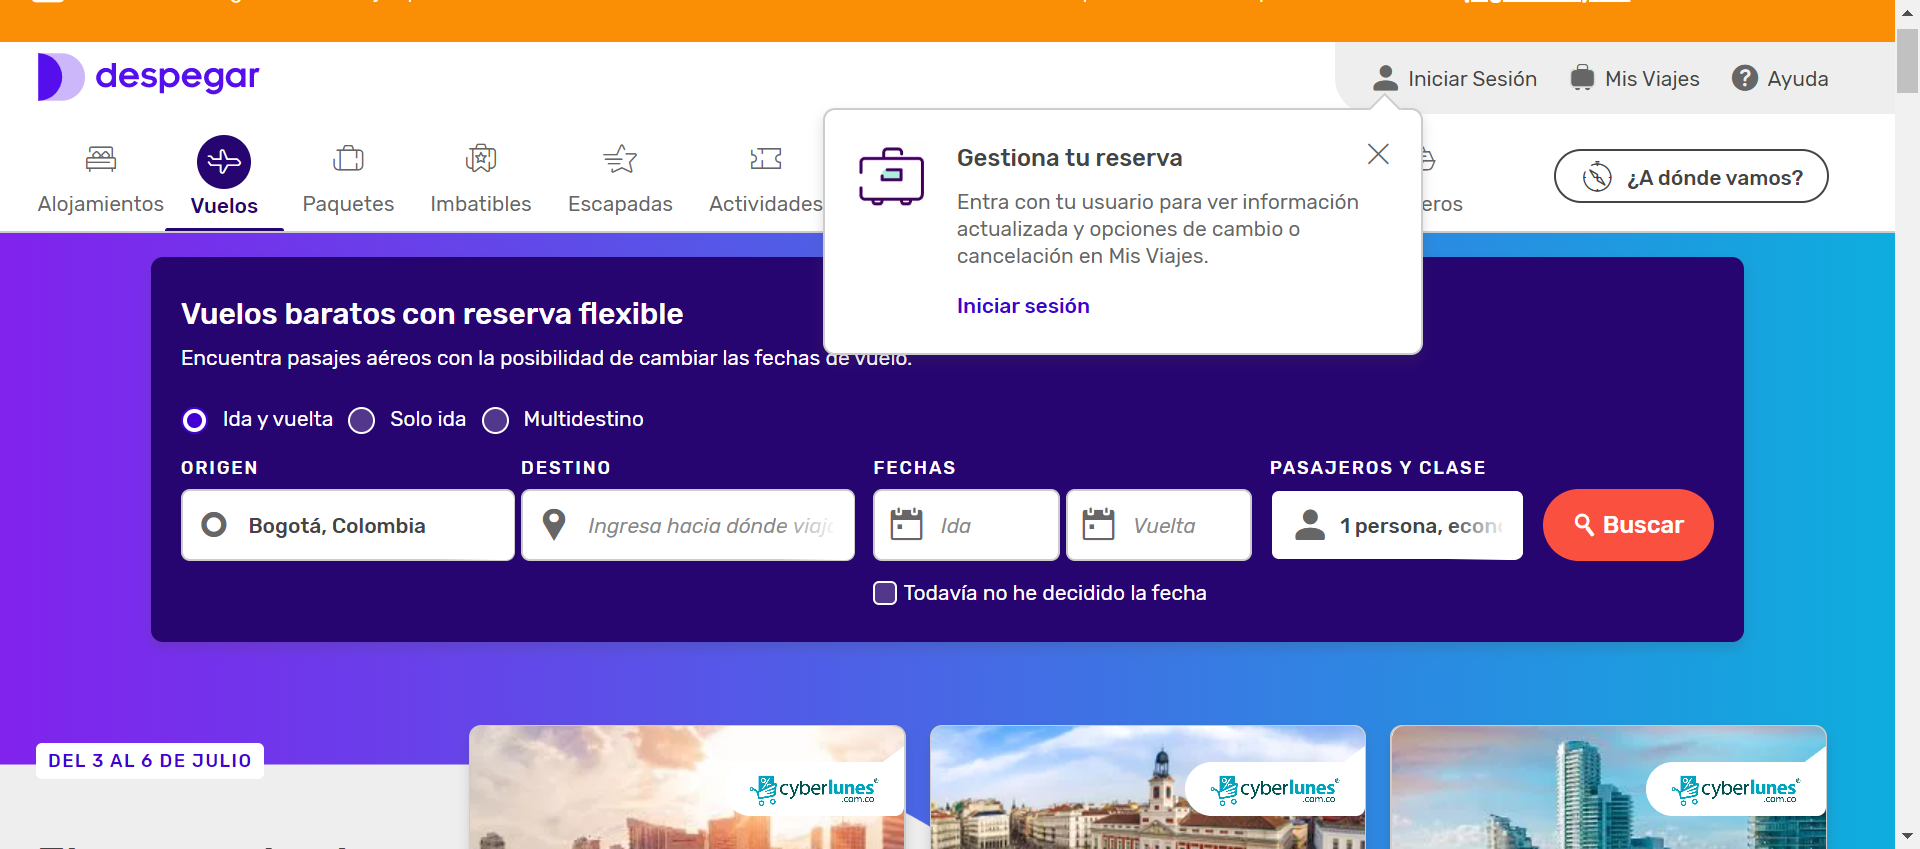 despegar
Iniciar Sesión
Mis Viajes
Ayuda
Alojamientos
Vuelos
Paquetes
Imbatibles
Escapadas
Actividades
eros
¿A dónde vamos?
Gestiona tu reserva
Entra con tu usuario para ver información
actualizada y opciones de cambio o
cancelación en Mis Viajes.
Iniciar sesión
Vuelos baratos con reserva flexible
Encuentra pasajes aéreos con la posibilidad de cambiar las fechas de vuelo.
Ida y vuelta
Solo ida
Multidestino
ORIGEN
DESTINO
FECHAS
PASAJEROS Y CLASE
Bogotá, Colombia
Ingresa hacia dónde viaja
Ida
Vuelta
1 persona, econ
Buscar
Todavía no he decidido la fecha
DEL 3 AL 6 DE JULIO
cyberlunes
.com.co
cyberlunes
.com.co
cyberlunes
.com.co